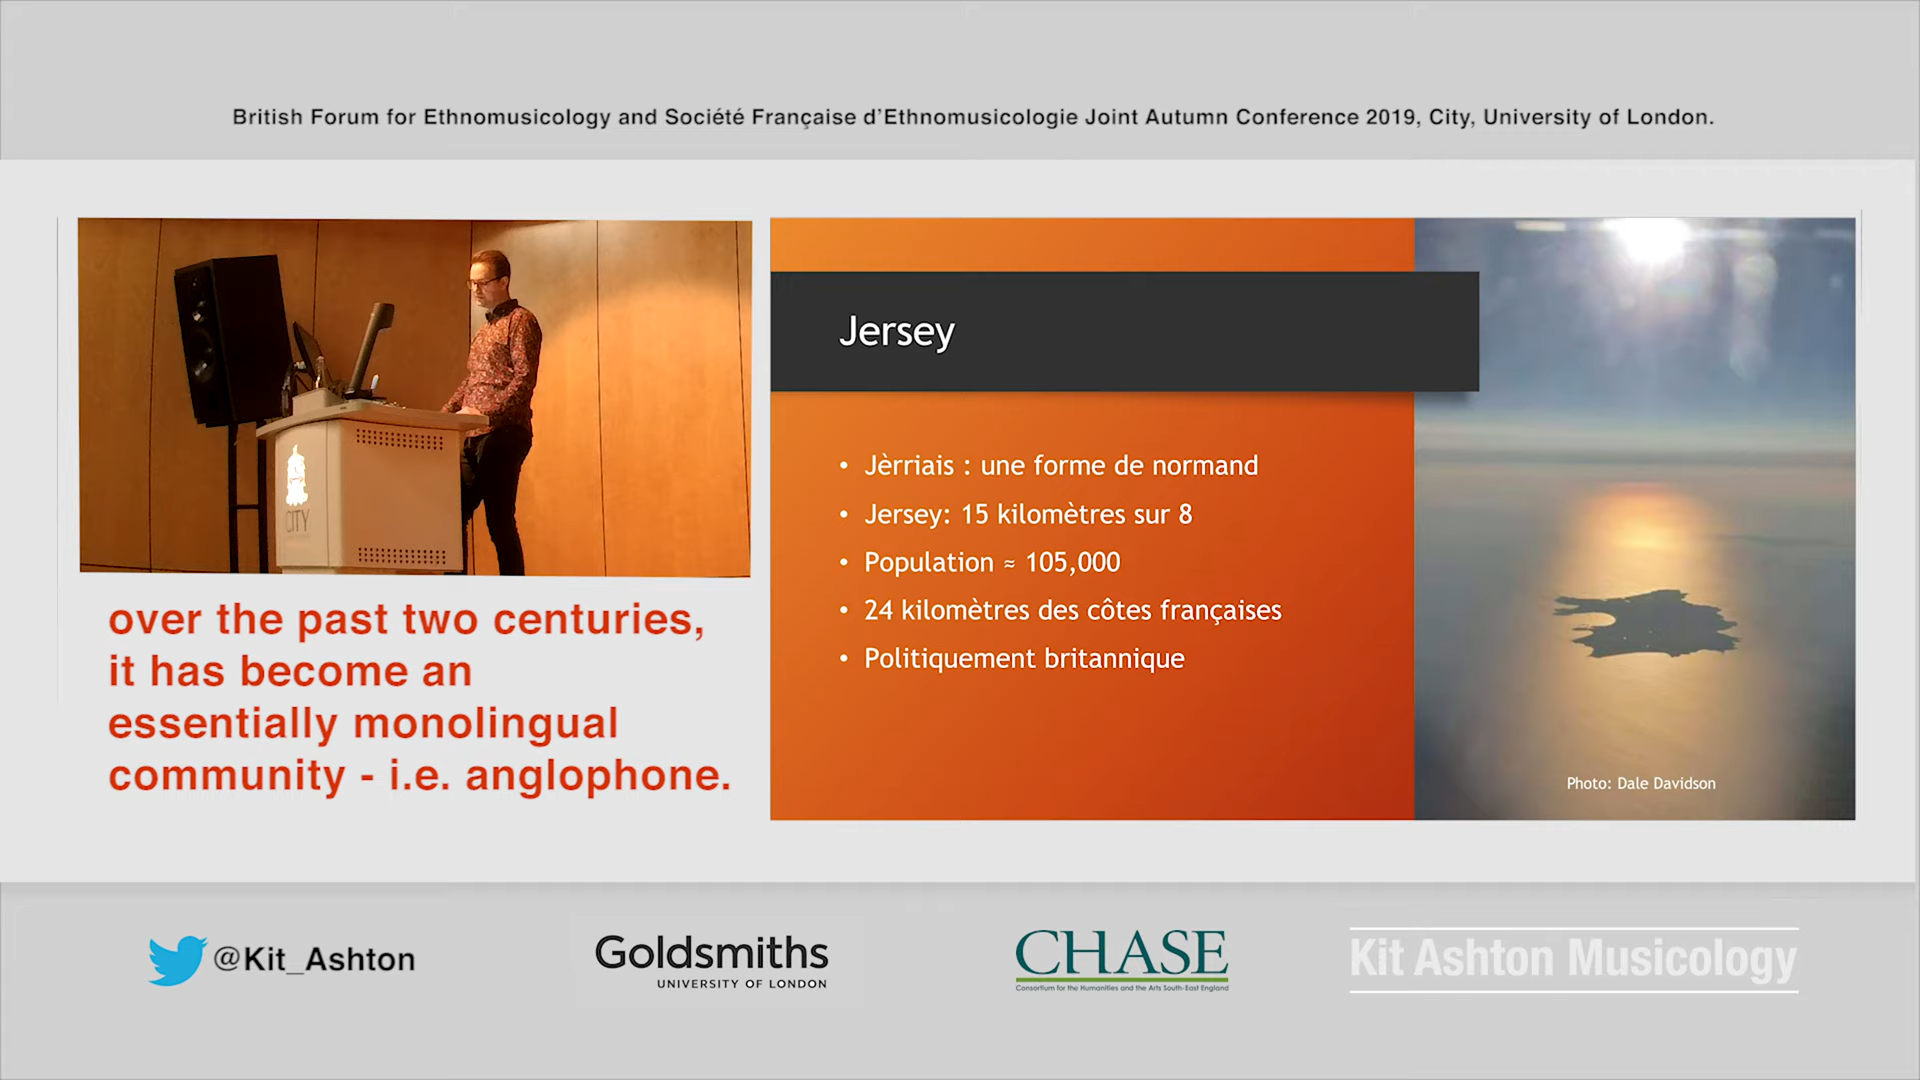 British Forum for Ethnomusicology and Société Française d'Ethnomusicologie Joint Autumn Conference 2019, City, University of London.
CITY
over the past two centuries,
it has become an
essentially monolingual
community - i.e. anglophone.
Jersey
• Jèrriais : une forme de normand
• Jersey: 15 kilomètres sur 8
• Population ≈ 105,000
• 24 kilomètres des côtes françaises
• Politiquement britannique
Photo: Dale Davidson
@Kit_Ashton
Goldsmiths
UNIVERSITY OF LONDON
CHASE
Consortium for the Humanities and the Arts South-East England
Kit Ashton Musicology